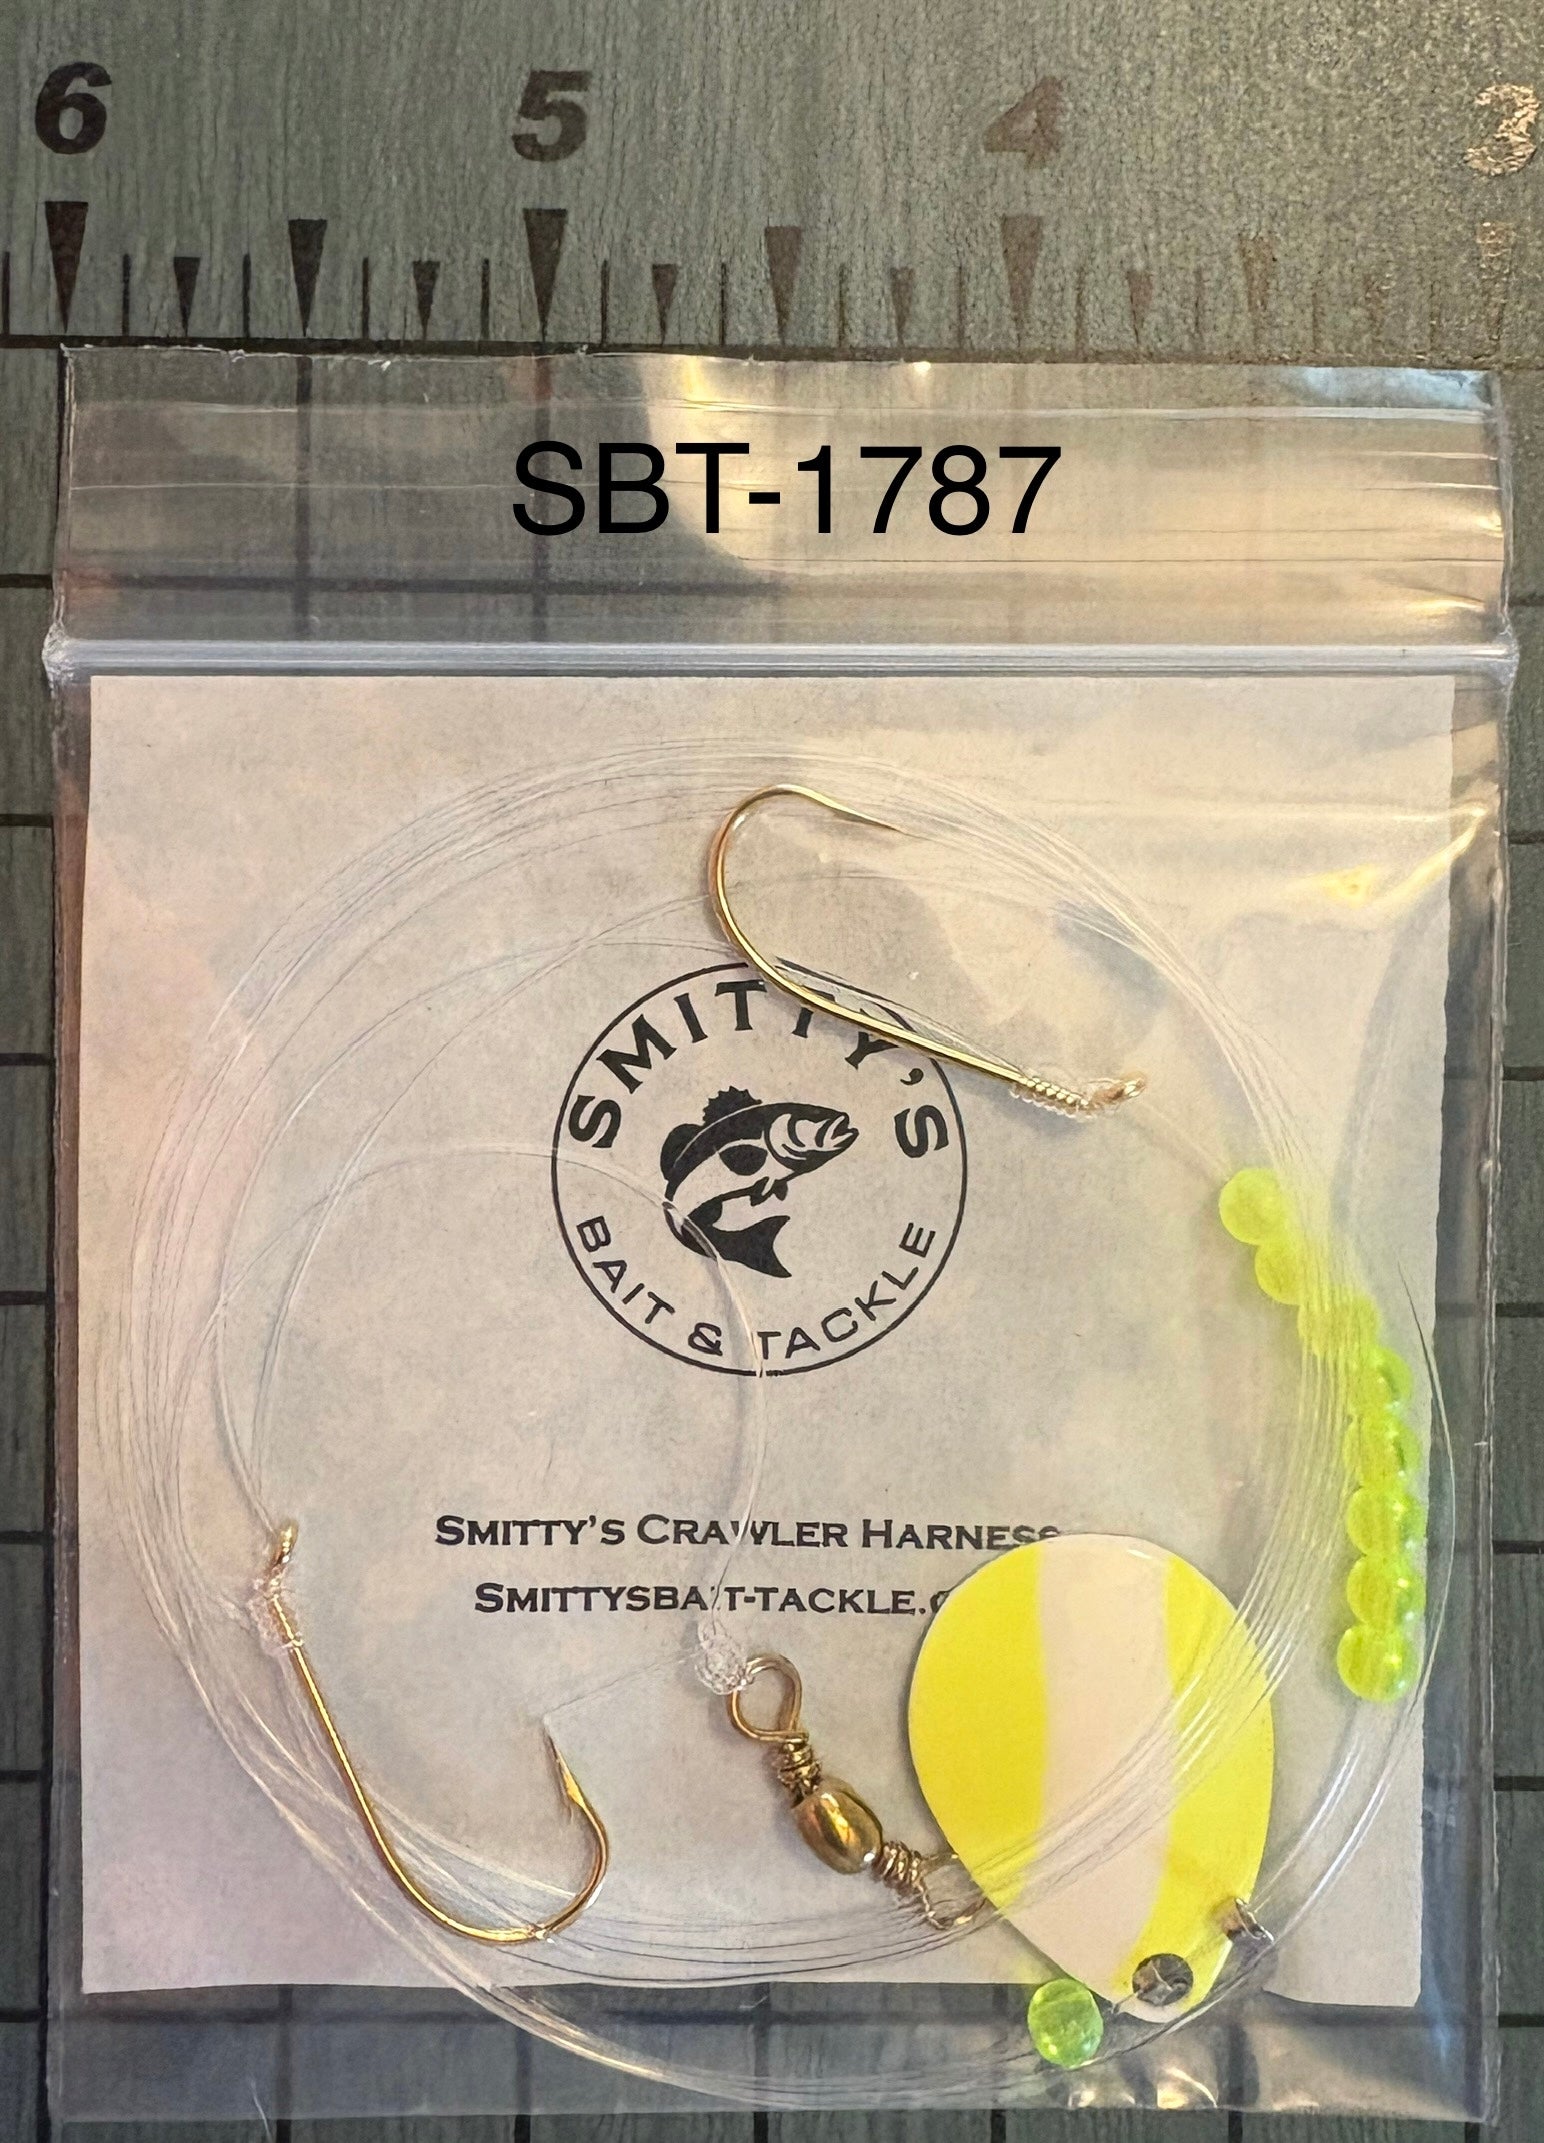 6 5 4 3
SBT-1787
SMITTY'S
BAIT & TACKLE
SMITTY'S CRAWLER HARNESS
SMITTYSBAIT-TACKLE.